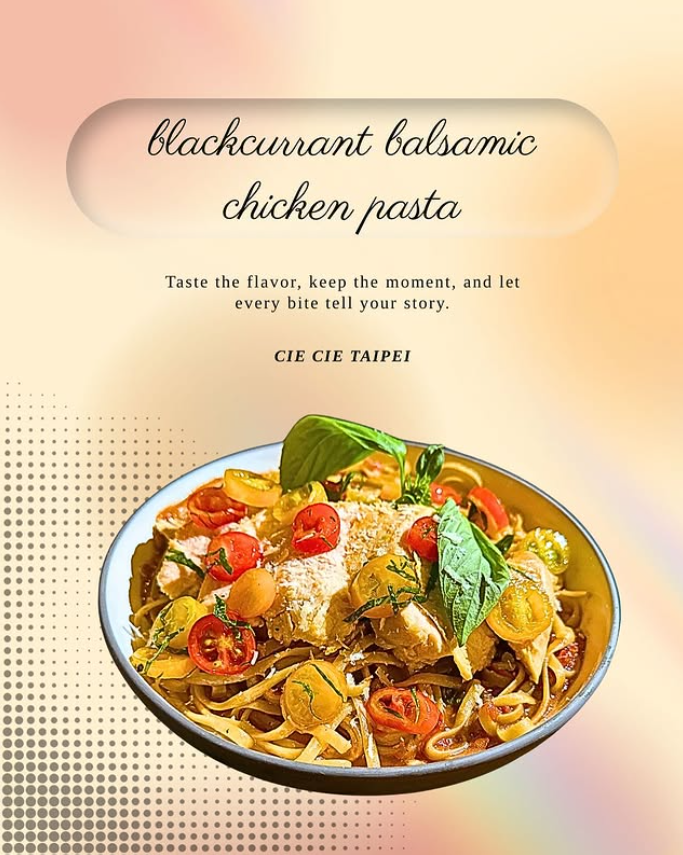 blackcurrant balsamic
chicken pasta
Taste the flavor, keep the moment, and let
every bite tell your story.
CIE CIE TAIPEI